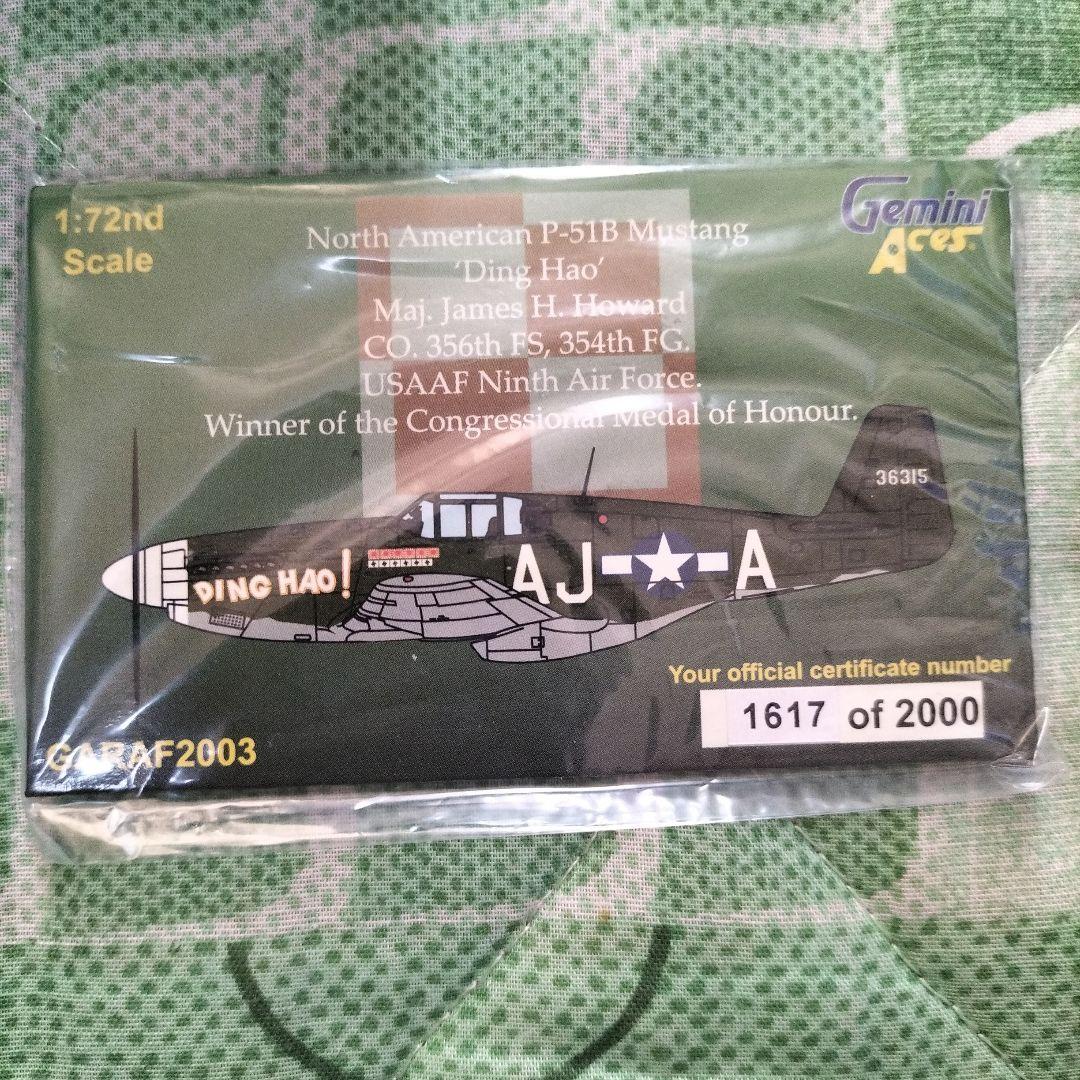 1:72nd
Scale
Gemini
Aces
North American P-51B Mustang
'Ding Hao'
Maj. James H. Howard
CO. 356th FS, 354th FG.
USAAF Ninth Air Force.
Winner of the Congressional Medal of Honour.
36315
DING HAO!
AJ A
Your official certificate number
1617 of 2000
GARAF2003